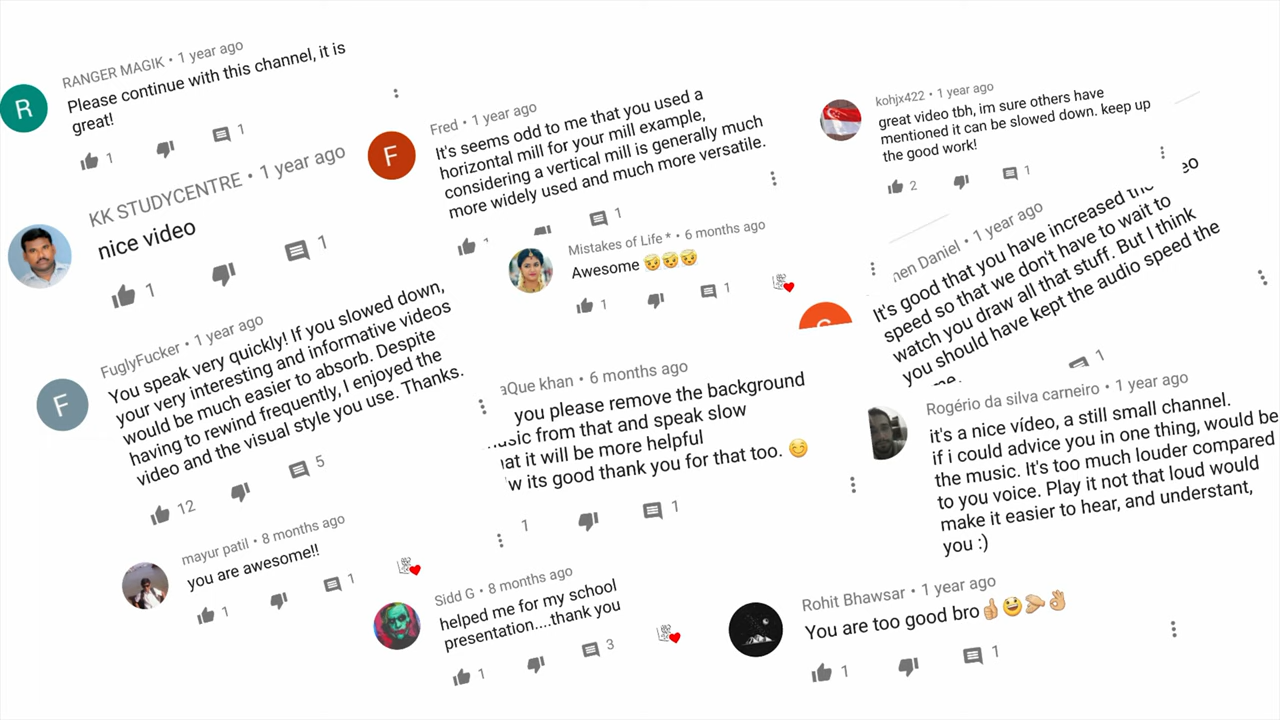 RANGER MAGIK • 1 year ago
Please continue with this channel, it is
great!
1
1
KK STUDYCENTRE • 1 year ago
nice video
1
1
FuglyFucker • 1 year ago
You speak very quickly! If you slowed down,
your very interesting and informative videos
would be much easier to absorb. Despite
having to rewind frequently, I enjoyed the
video and the visual style you use. Thanks.
12
5
mayur patil • 8 months ago
you are awesome!!
1
1
Fred • 1 year ago
It's seems odd to me that you used a
horizontal mill for your mill example,
considering a vertical mill is generally much
more widely used and much more versatile.
1
Mistakes of Life * • 6 months ago
Awesome 😇😇😇
1
1
aQue khan • 6 months ago
you please remove the background
from that and speak slow
it will be more helpful
its good thank you for that too. 😊
1
1
Sidd G • 8 months ago
helped me for my school
presentation....thank you
1
3
kohjx422 • 1 year ago
great video tbh, im sure others have
mentioned it can be slowed down. keep up
the good work!
2
1
Daniel • 1 year ago
It's good that you have increased the
speed so that we don't have to wait to
watch you draw all that stuff. But I think
you should have kept the audio speed the
1
Rogério da silva carneiro • 1 year ago
it's a nice vídeo, a still small channel.
if i could advice you in one thing, would be
the music. It's too much louder compared
to you voice. Play it not that loud would
make it easier to hear, and understant,
you :)
Rohit Bhawsar • 1 year ago
You are too good bro👍😃🫴👌
1
1
R
F
F